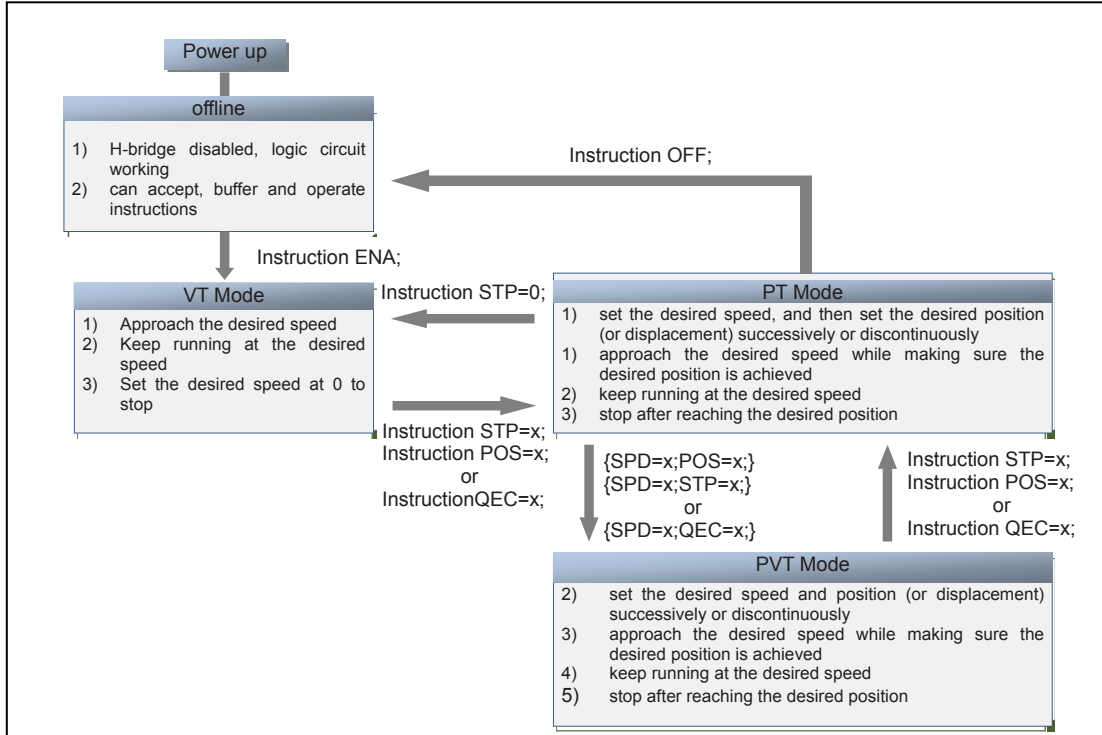 Power up
offline
1) H-bridge disabled, logic circuit
working
2) can accept, buffer and operate
instructions
Instruction OFF;
Instruction ENA;
VT Mode
1) Approach the desired speed
2) Keep running at the desired
speed
3) Set the desired speed at 0 to
stop
Instruction STP=0;
PT Mode
1) set the desired speed, and then set the desired position
(or displacement) successively or discontinuously
1) approach the desired speed while making sure the
desired position is achieved
2) keep running at the desired speed
3) stop after reaching the desired position
Instruction STP=x;
Instruction POS=x;
or
InstructionQEC=x;
{SPD=x;POS=x;}
{SPD=x;STP=x;}
or
{SPD=x;QEC=x;}
Instruction STP=x;
Instruction POS=x;
or
Instruction QEC=x;
PVT Mode
2) set the desired speed and position (or displacement)
successively or discontinuously
3) approach the desired speed while making sure the
desired position is achieved
4) keep running at the desired speed
5) stop after reaching the desired position